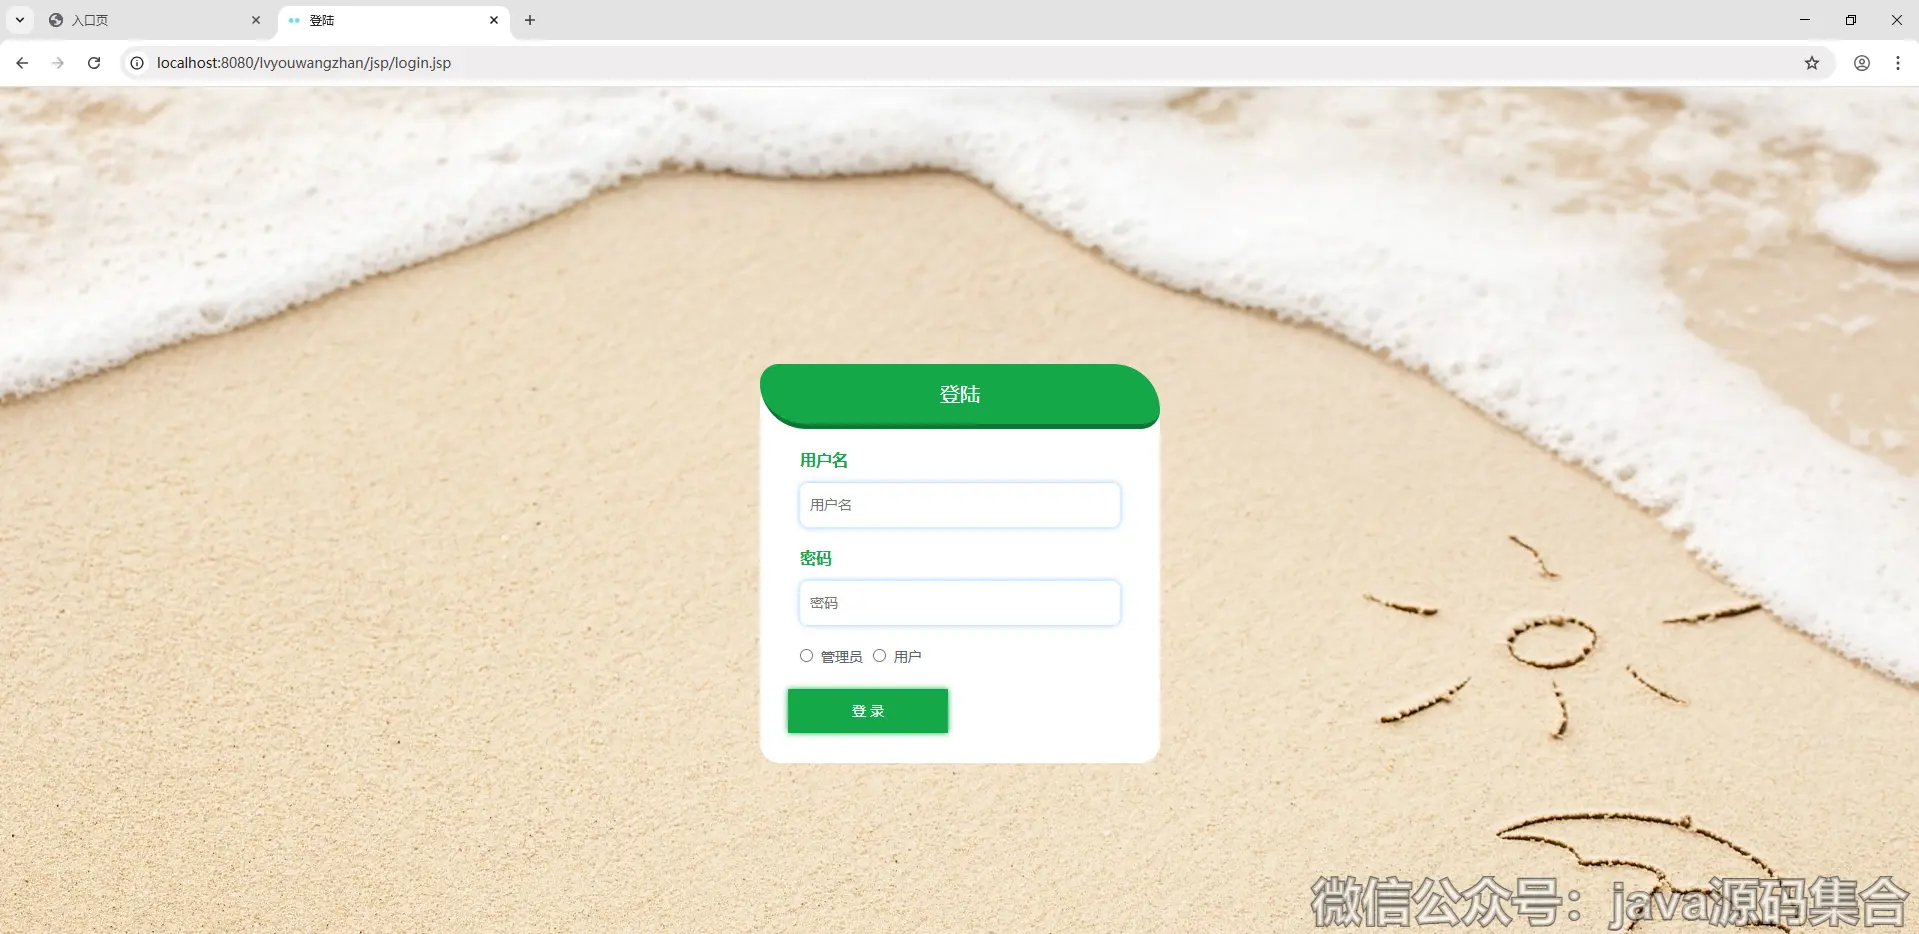 入口页
登陆
localhost:8080/lvyouwangzhan/jsp/login.jsp
登陆
用户名
用户名
密码
密码
管理员 用户
登 录
微信公众号：java源码集合